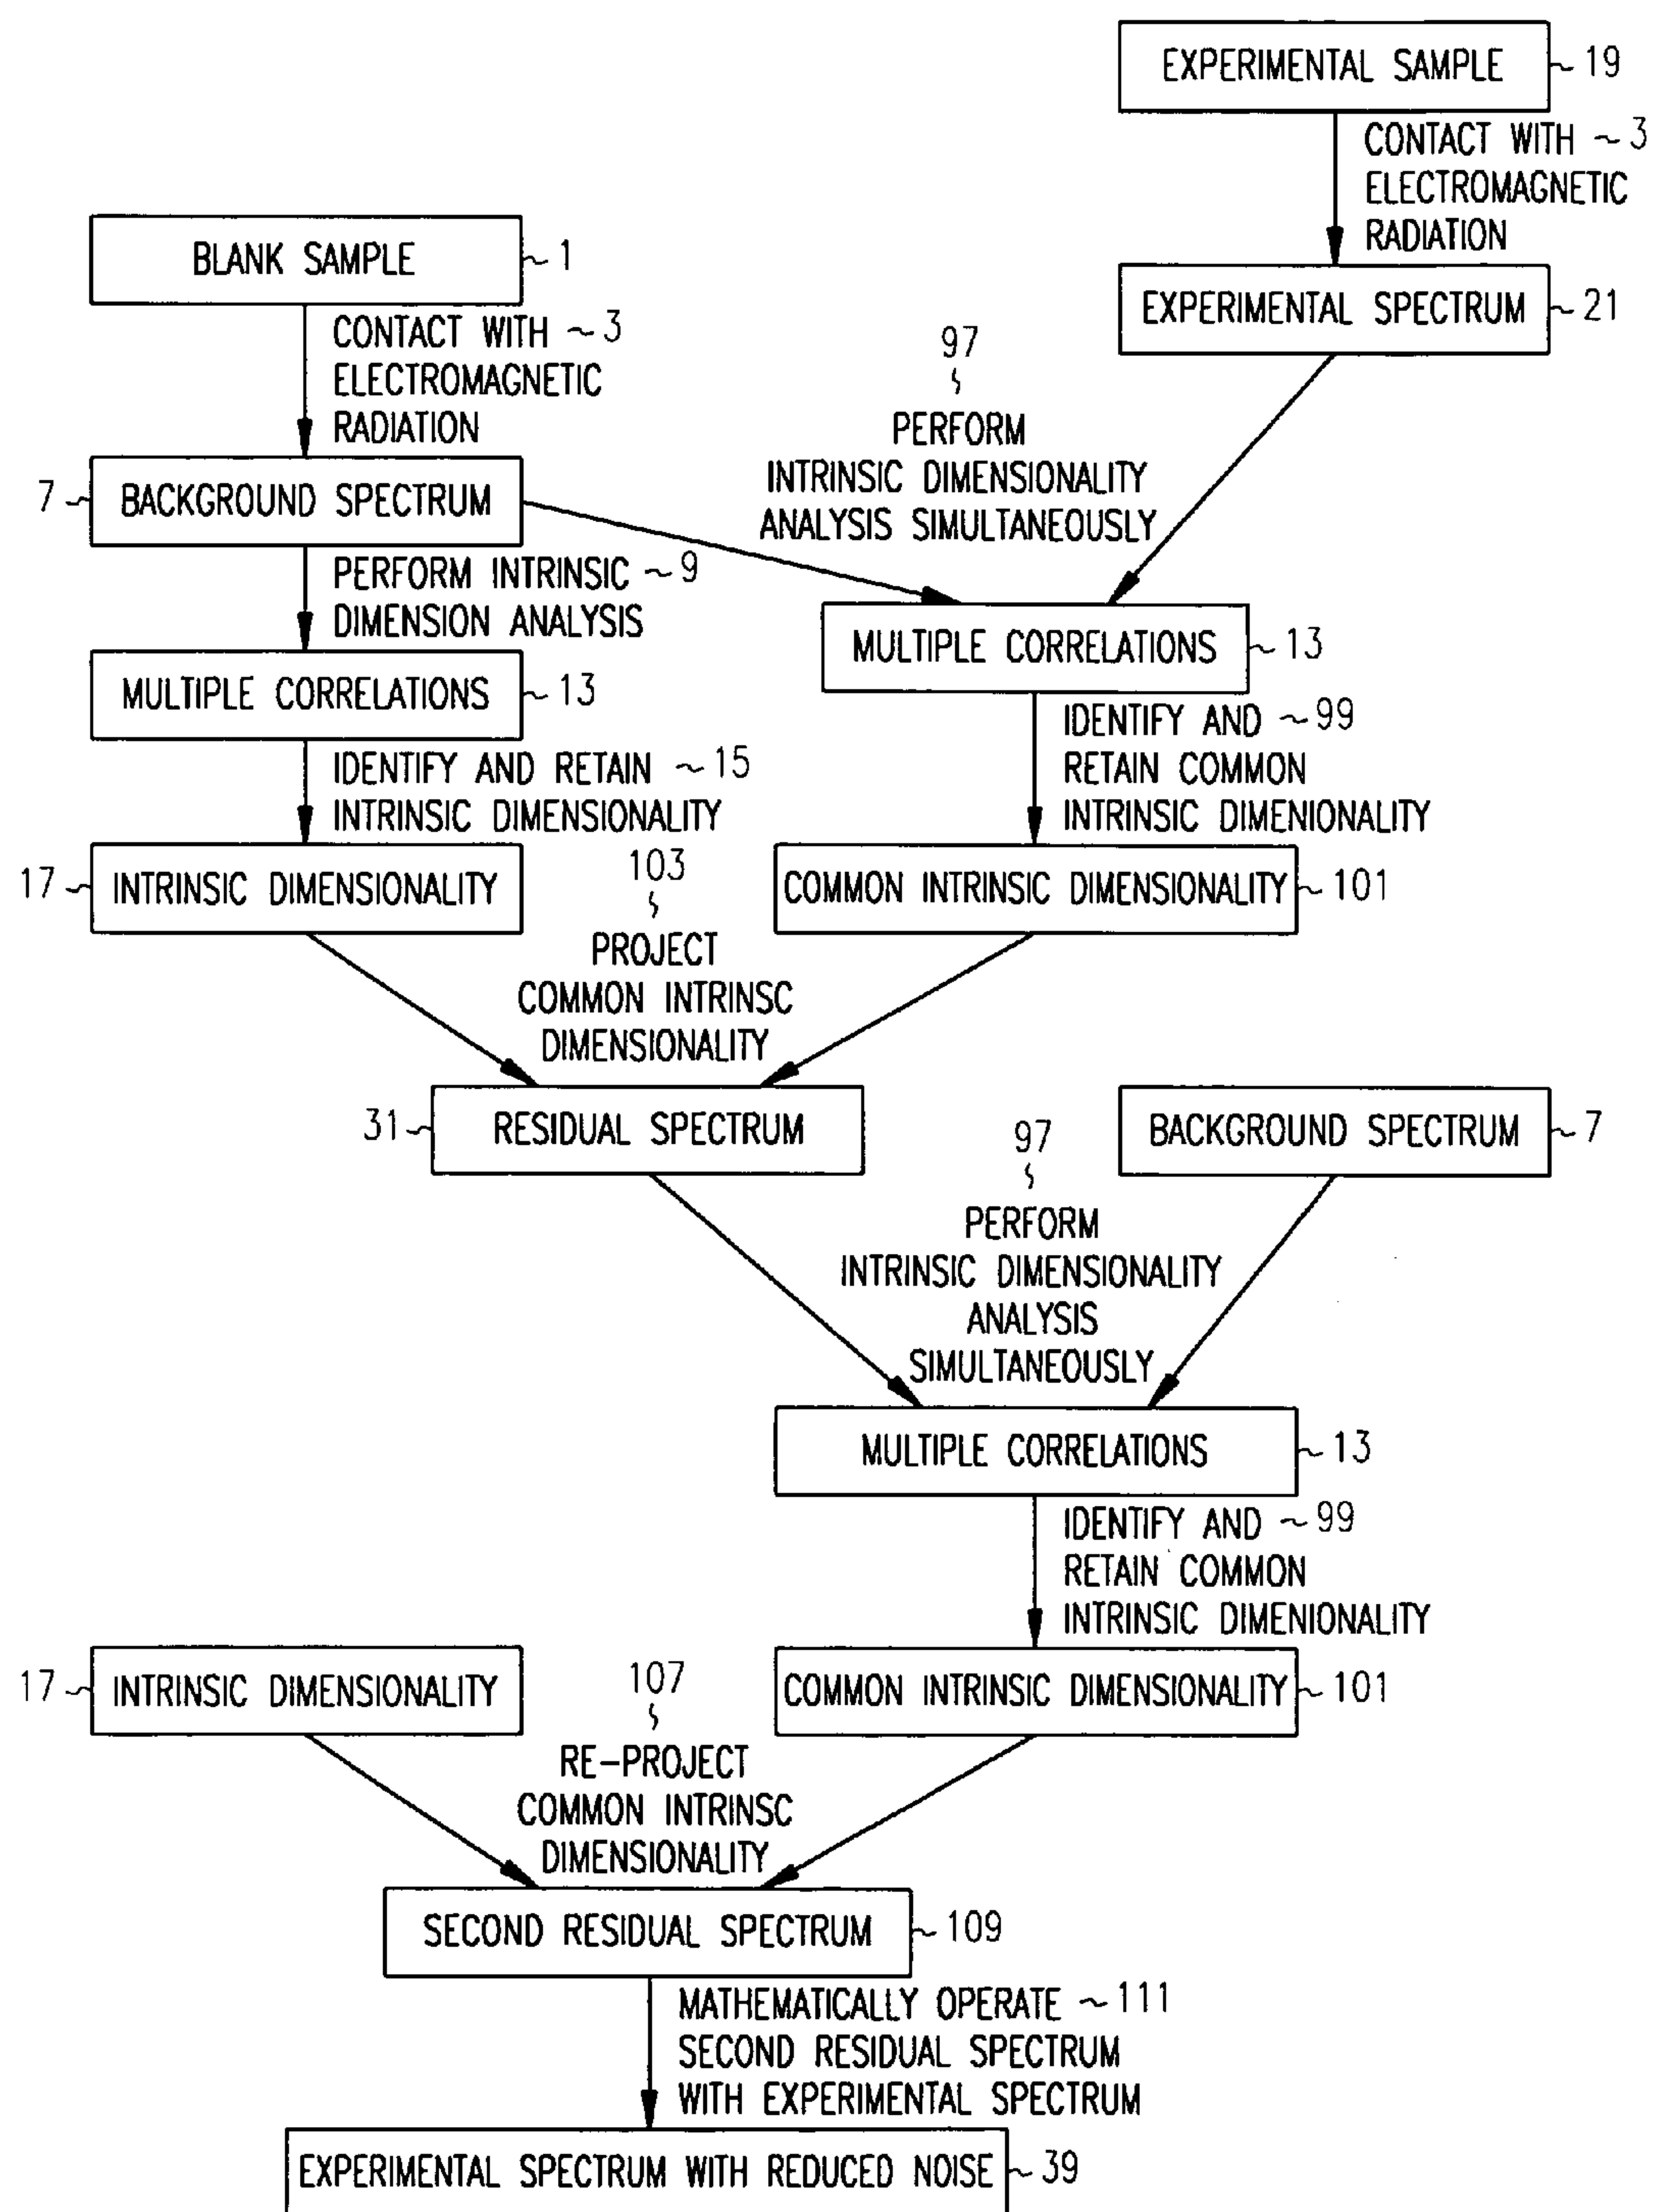 EXPERIMENTAL SAMPLE ~ 19
CONTACT WITH ~ 3
ELECTROMAGNETIC
RADIATION
BLANK SAMPLE ~ 1
EXPERIMENTAL SPECTRUM ~ 21
CONTACT WITH ~ 3
ELECTROMAGNETIC
RADIATION
97
PERFORM
INTRINSIC DIMENSIONALITY
ANALYSIS SIMULTANEOUSLY
7 ~ BACKGROUND SPECTRUM
PERFORM INTRINSIC ~ 9
DIMENSION ANALYSIS
MULTIPLE CORRELATIONS ~ 13
MULTIPLE CORRELATIONS ~ 13
IDENTIFY AND ~ 99
RETAIN COMMON
INTRINSIC DIMENIONALITY
IDENTIFY AND RETAIN ~ 15
INTRINSIC DIMENSIONALITY
17 ~ INTRINSIC DIMENSIONALITY
103
COMMON INTRINSIC DIMENSIONALITY ~ 101
PROJECT
COMMON INTRINSC
DIMENSIONALITY
31 ~ RESIDUAL SPECTRUM
BACKGROUND SPECTRUM ~ 7
97
PERFORM
INTRINSIC DIMENSIONALITY
ANALYSIS
SIMULTANEOUSLY
MULTIPLE CORRELATIONS ~ 13
IDENTIFY AND ~ 99
RETAIN COMMON
INTRINSIC DIMENIONALITY
17 ~ INTRINSIC DIMENSIONALITY
107
COMMON INTRINSIC DIMENSIONALITY ~ 101
RE-PROJECT
COMMON INTRINSC
DIMENSIONALITY
SECOND RESIDUAL SPECTRUM ~ 109
MATHEMATICALLY OPERATE ~ 111
SECOND RESIDUAL SPECTRUM
WITH EXPERIMENTAL SPECTRUM
EXPERIMENTAL SPECTRUM WITH REDUCED NOISE ~ 39